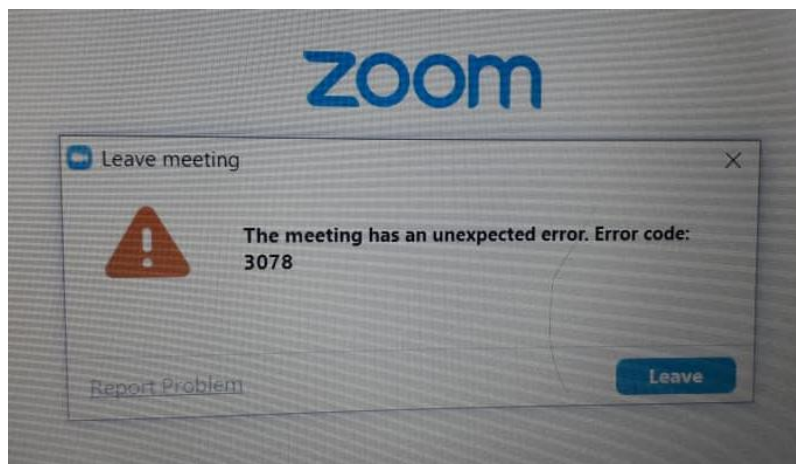 zoom
Leave meeting
The meeting has an unexpected error. Error code:
3078
Report Problem
Leave